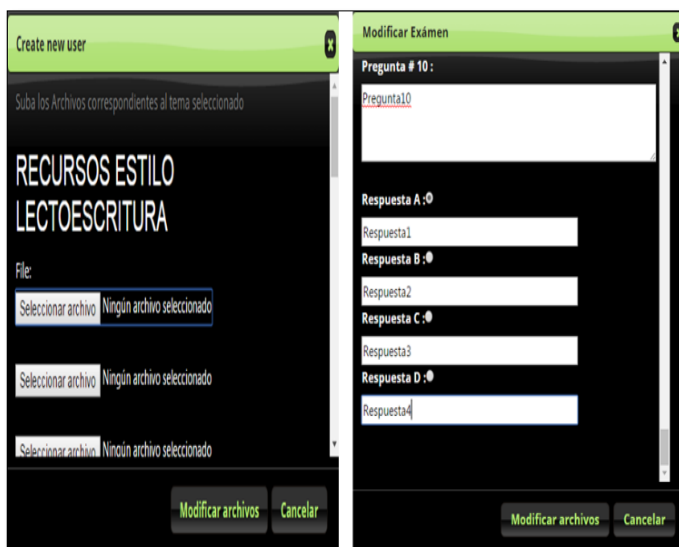 Create new user
x
Suba los Archivos correspondientes al tema seleccionado
RECURSOS ESTILO
LECTOESCRITURA
File:
Seleccionar archivo Ningún archivo seleccionado
Seleccionar archivo Ningún archivo seleccionado
Seleccionar archivo Ningún archivo seleccionado
Modificar archivos Cancelar
Modificar Exámen
x
Pregunta # 10 :
Pregunta10
Respuesta A :
Respuesta1
Respuesta B :
Respuesta2
Respuesta C :
Respuesta3
Respuesta D :
Respuesta4
Modificar archivos Cancelar